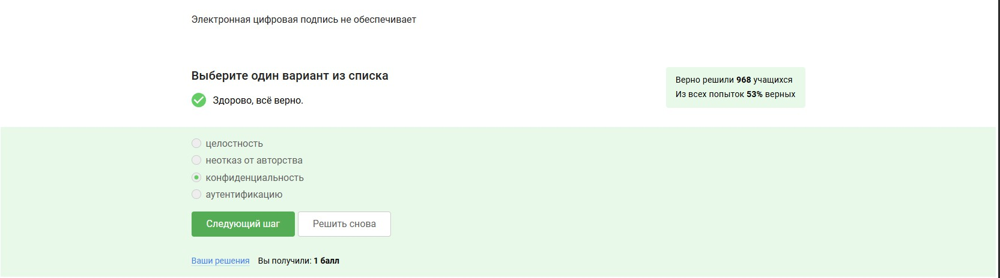 Электронная цифровая подпись не обеспечивает
Выберите один вариант из списка
Здорово, всё верно.
Верно решили 968 учащихся
Из всех попыток 53% верных
целостность
неотказ от авторства
конфиденциальность
аутентификацию
Следующий шаг
Решить снова
Ваши решения
Вы получили: 1 балл